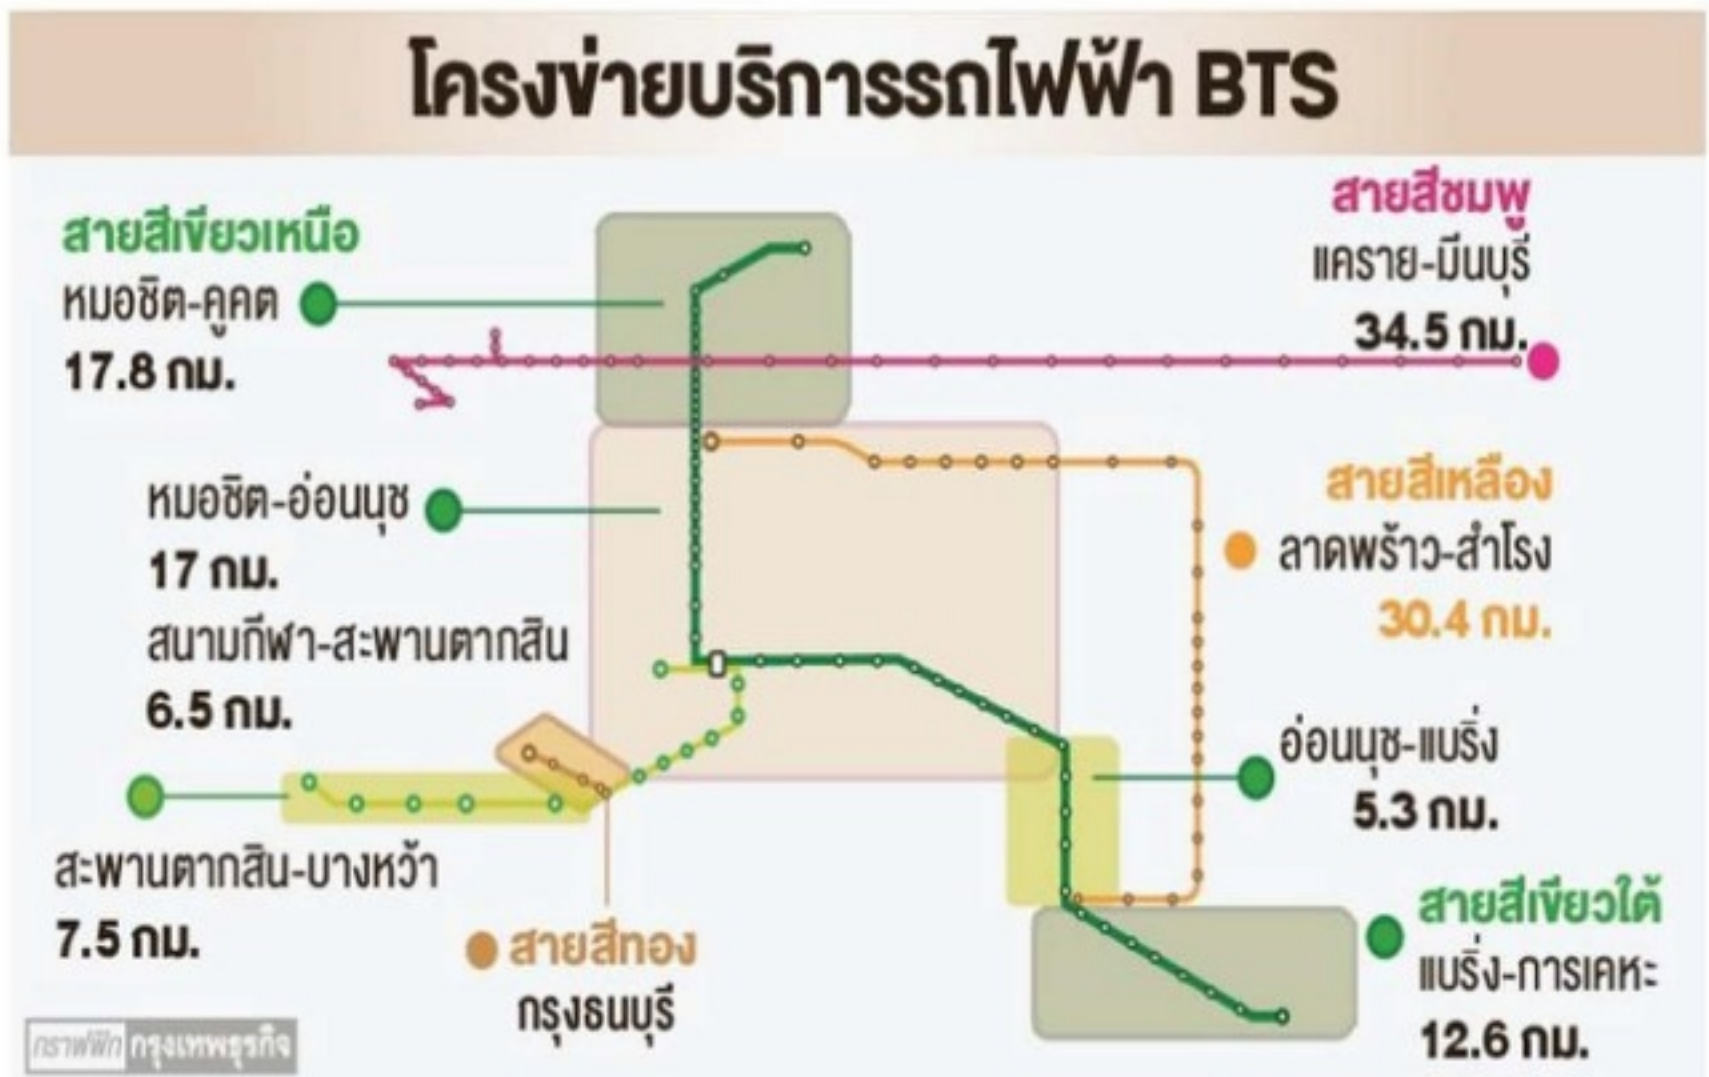 โครงข่ายบริการรถไฟฟ้า BTS
สายสีเขียวเหนือ
หมอชิต-คูคต
17.8 กม.
สายสีชมพู
แคราย-มีนบุรี
34.5 กม.
หมอชิต-อ่อนนุช
17 กม.
สนามกีฬา-สะพานตากสิน
6.5 กม.
สายสีเหลือง
ลาดพร้าว-สำโรง
30.4 กม.
อ่อนนุช-แบริ่ง
5.3 กม.
สะพานตากสิน-บางหว้า
7.5 กม.
สายสีทอง
กรุงธนบุรี
สายสีเขียวใต้
แบริ่ง-การเคหะ
12.6 กม.
กราฟฟิก กรุงเทพธุรกิจ